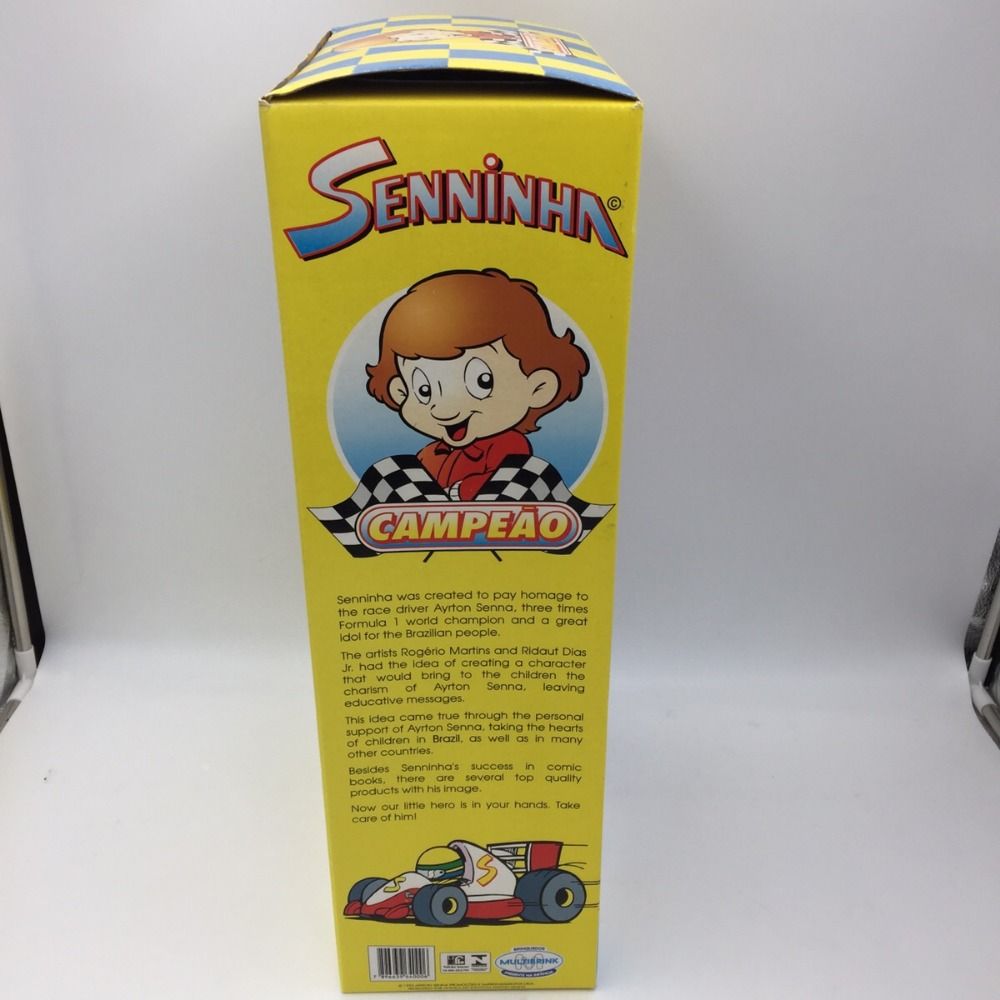 SENNINHA ©
CAMPEÃO
Senninha was created to pay homage to
the race driver Ayrton Senna, three times
Formula 1 world champion and a great
idol for the Brazilian people.
The artists Rogério Martins and Ridaut Dias
Jr. had the idea of creating a character
that would bring to the children the
charism of Ayrton Senna, leaving
educative messages.
This idea came true through the personal
support of Ayrton Senna, taking the hearts
of children in Brazil, as well as in many
other countries.
Besides Senninha's success in comic
books, there are several top quality
products with his image.
Now our little hero is in your hands. Take
care of him!
S
S
BRINQUEDOS
MULTIBRINK